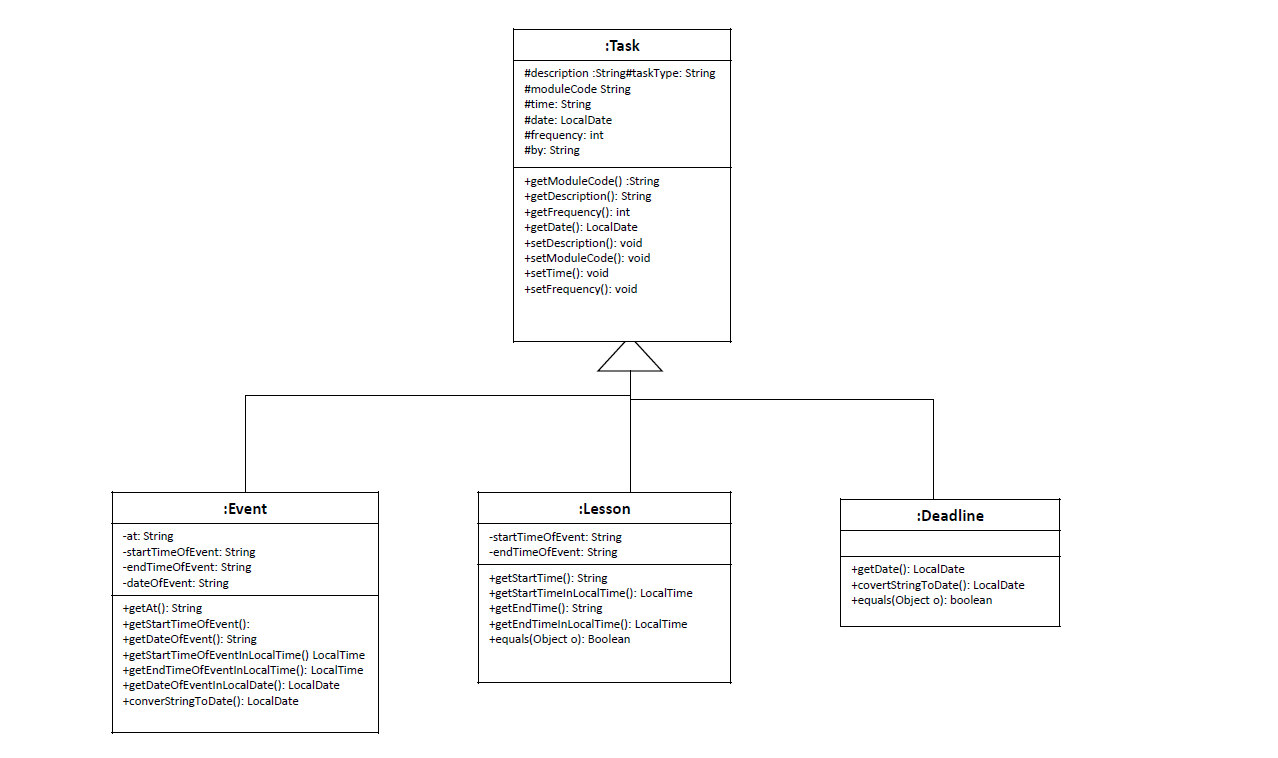 :Task
#description :String#taskType: String
#moduleCode String
#time: String
#date: LocalDate
#frequency: int
#by: String
+getModuleCode() :String
+getDescription(): String
+getFrequency(): int
+getDate(): LocalDate
+setDescription(): void
+setModuleCode(): void
+setTime(): void
+setFrequency(): void
:Event
-at: String
-startTimeOfEvent: String
-endTimeOfEvent: String
-dateOfEvent: String
+getAt(): String
+getStartTimeOfEvent():
+getDateOfEvent(): String
+getStartTimeOfEventInLocalTime() LocalTime
+getEndTimeOfEventInLocalTime(): LocalTime
+getDateOfEventInLocalDate(): LocalDate
+converStringToDate(): LocalDate
:Lesson
-startTimeOfEvent: String
-endTimeOfEvent: String
+getStartTime(): String
+getStartTimeInLocalTime(): LocalTime
+getEndTime(): String
+getEndTimeInLocalTime(): LocalTime
+equals(Object o): Boolean
:Deadline
+getDate(): LocalDate
+covertStringToDate(): LocalDate
+equals(Object o): boolean